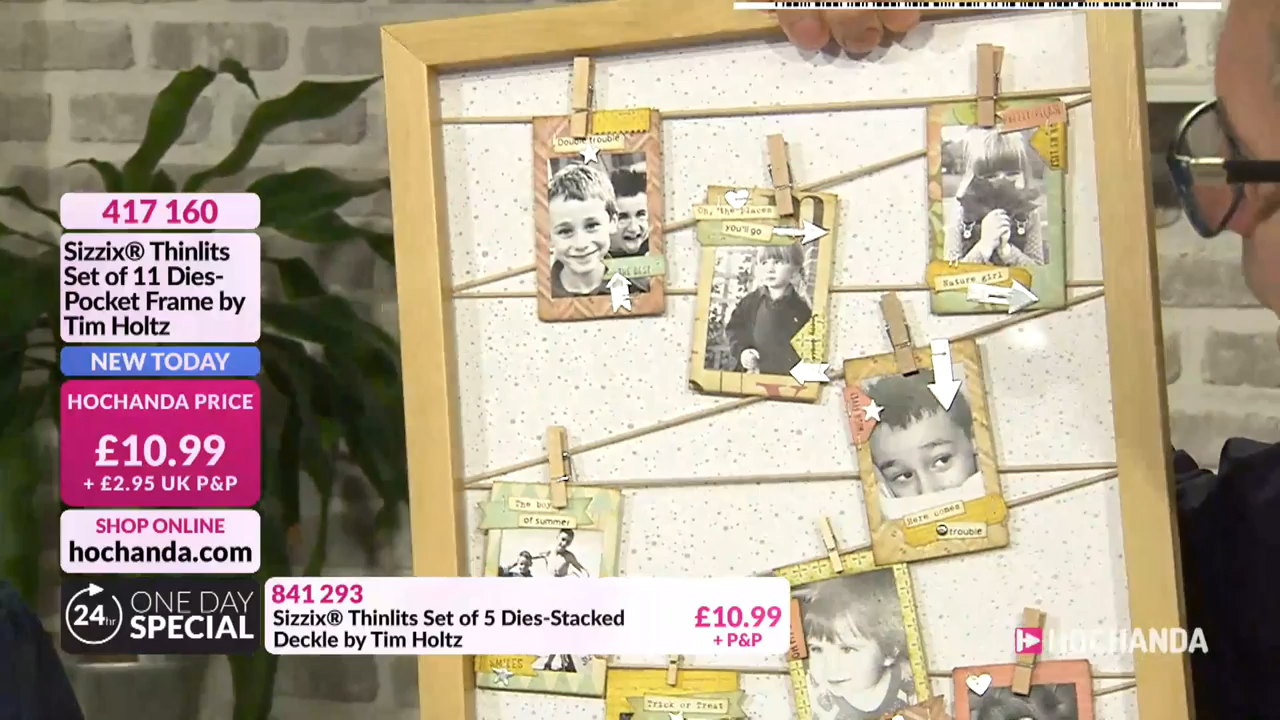 417 160
Sizzix® Thinlits
Set of 11 Dies-
Pocket Frame by
Tim Holtz
NEW TODAY
HOCHANDA PRICE
£10.99
+ £2.95 UK P&P
SHOP ONLINE
hochanda.com
24hr
ONE DAY
SPECIAL
841 293
Sizzix® Thinlits Set of 5 Dies-Stacked
Deckle by Tim Holtz
£10.99
+ P&P
HOCHANDA
Double trouble
THE BEST
Oh, the places
you'll go
Nature girl
Here comes
trouble
The boys
of summer
SMILES
Trick or Treat